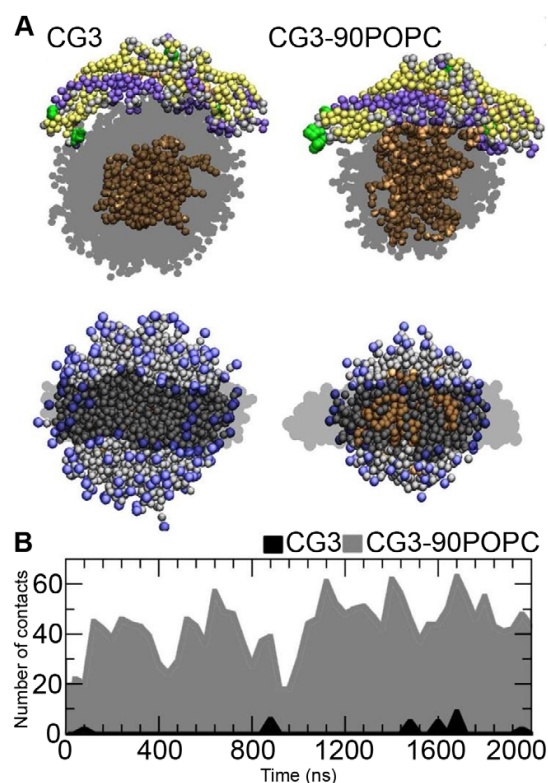 A
CG3
CG3-90POPC
B
CG3 CG3-90POPC
Number of contacts
60
40
20
0
0 400 800 1200 1600 2000
Time (ns)